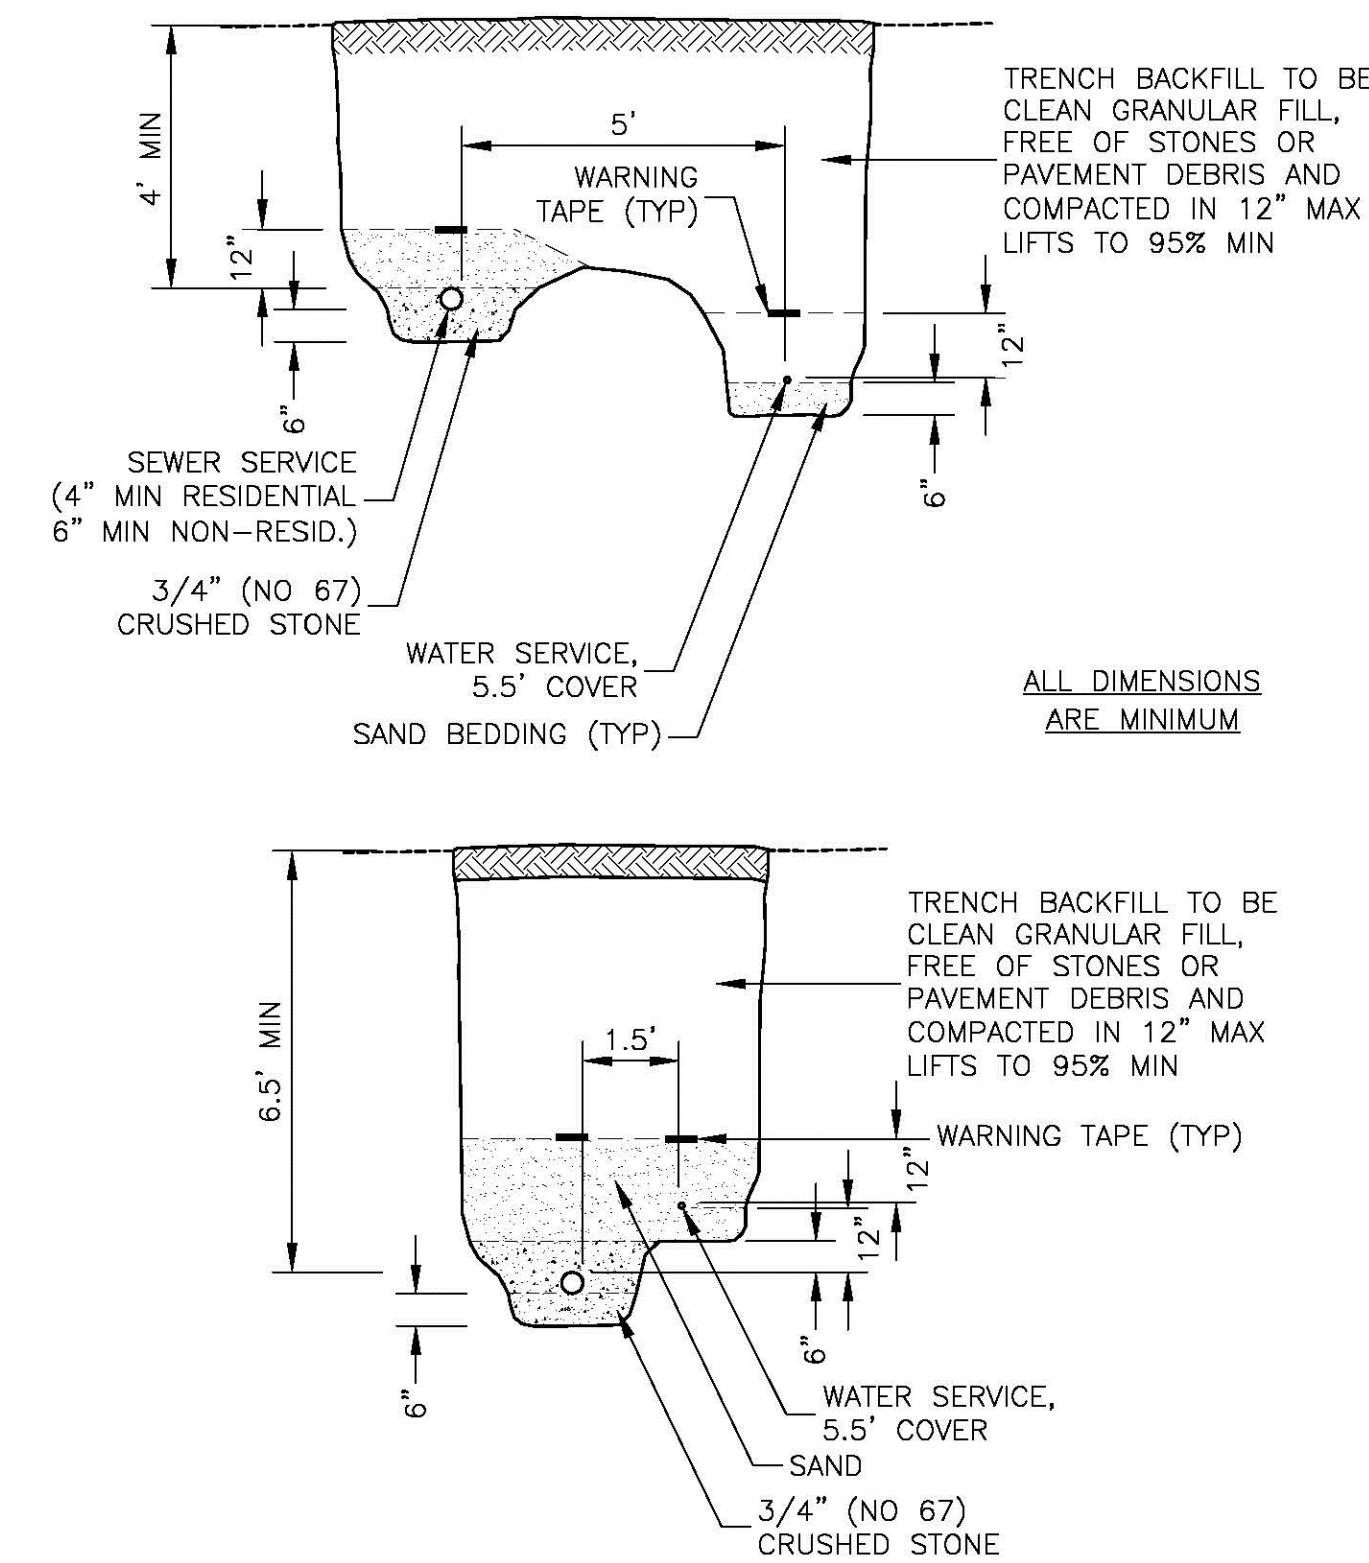 4' MIN
12"
6"
5'
WARNING
TAPE (TYP)
TRENCH BACKFILL TO BE
CLEAN GRANULAR FILL,
FREE OF STONES OR
PAVEMENT DEBRIS AND
COMPACTED IN 12" MAX
LIFTS TO 95% MIN
12"
6"
SEWER SERVICE
(4" MIN RESIDENTIAL
6" MIN NON-RESID.)
3/4" (NO 67)
CRUSHED STONE
WATER SERVICE,
5.5' COVER
SAND BEDDING (TYP)
ALL DIMENSIONS
ARE MINIMUM
6.5' MIN
1.5'
TRENCH BACKFILL TO BE
CLEAN GRANULAR FILL,
FREE OF STONES OR
PAVEMENT DEBRIS AND
COMPACTED IN 12" MAX
LIFTS TO 95% MIN
WARNING TAPE (TYP)
12"
12"
6"
6"
WATER SERVICE,
5.5' COVER
SAND
3/4" (NO 67)
CRUSHED STONE